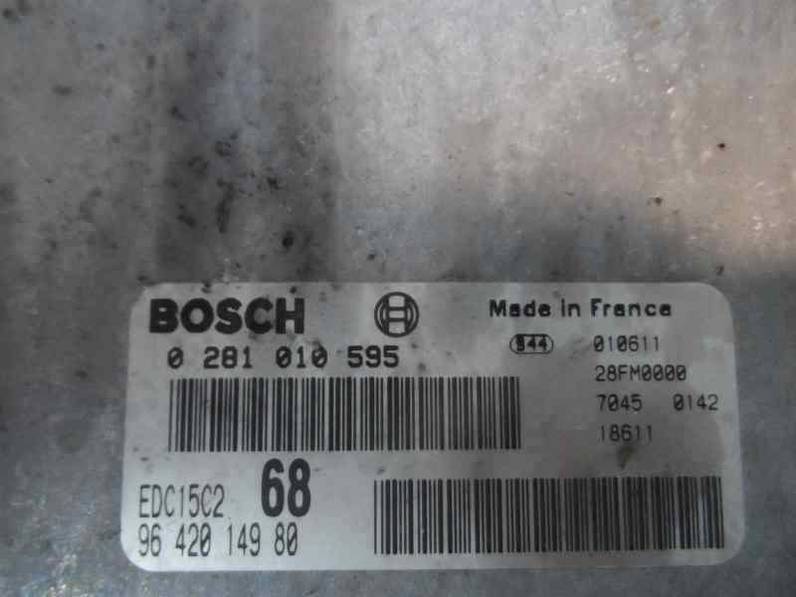 BOSCH Made in France
0 281 010 595 944 010611
28FM0000
7045 0142
18611
EDC15C2 68
96 420 149 80